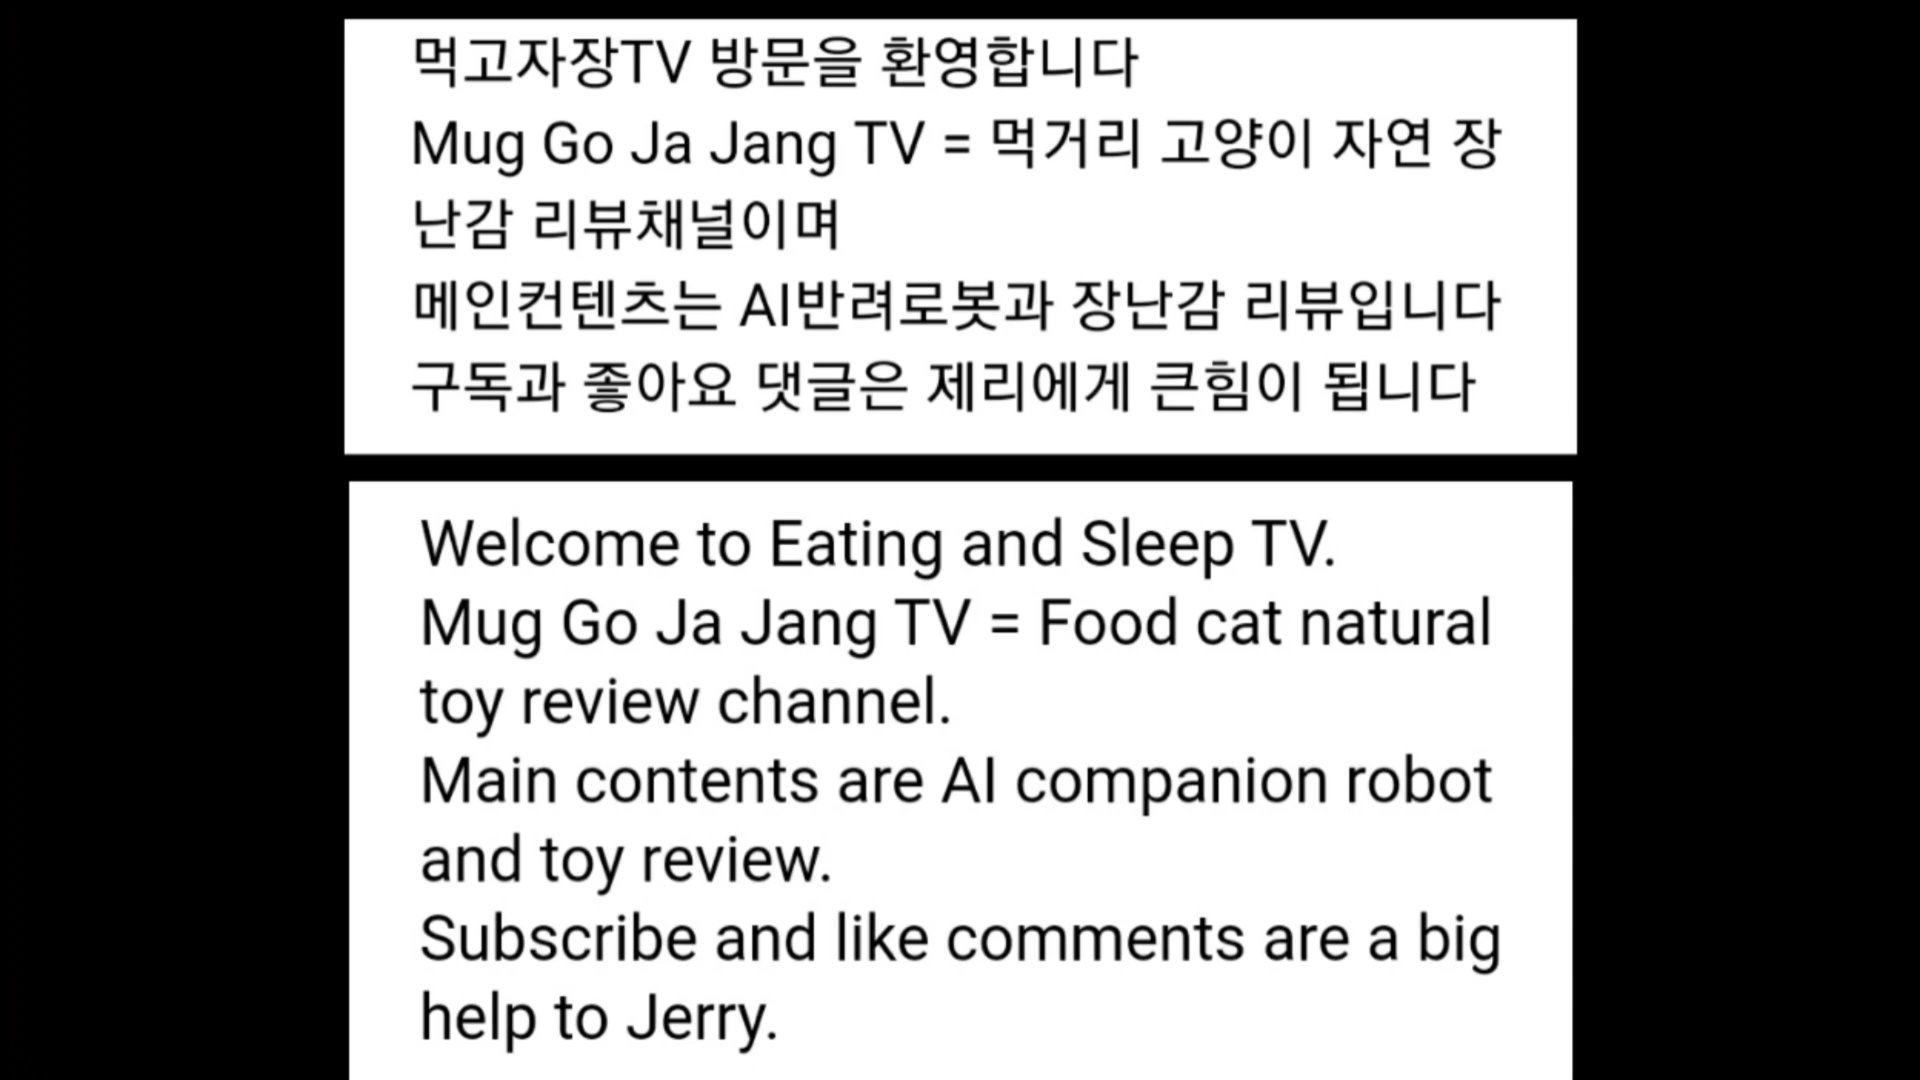 먹고자장TV 방문을 환영합니다
Mug Go Ja Jang TV = 먹거리 고양이 자연 장
난감 리뷰채널이며
메인컨텐츠는 AI반려로봇과 장난감 리뷰입니다
구독과 좋아요 댓글은 제리에게 큰힘이 됩니다
Welcome to Eating and Sleep TV.
Mug Go Ja Jang TV = Food cat natural
toy review channel.
Main contents are AI companion robot
and toy review.
Subscribe and like comments are a big
help to Jerry.